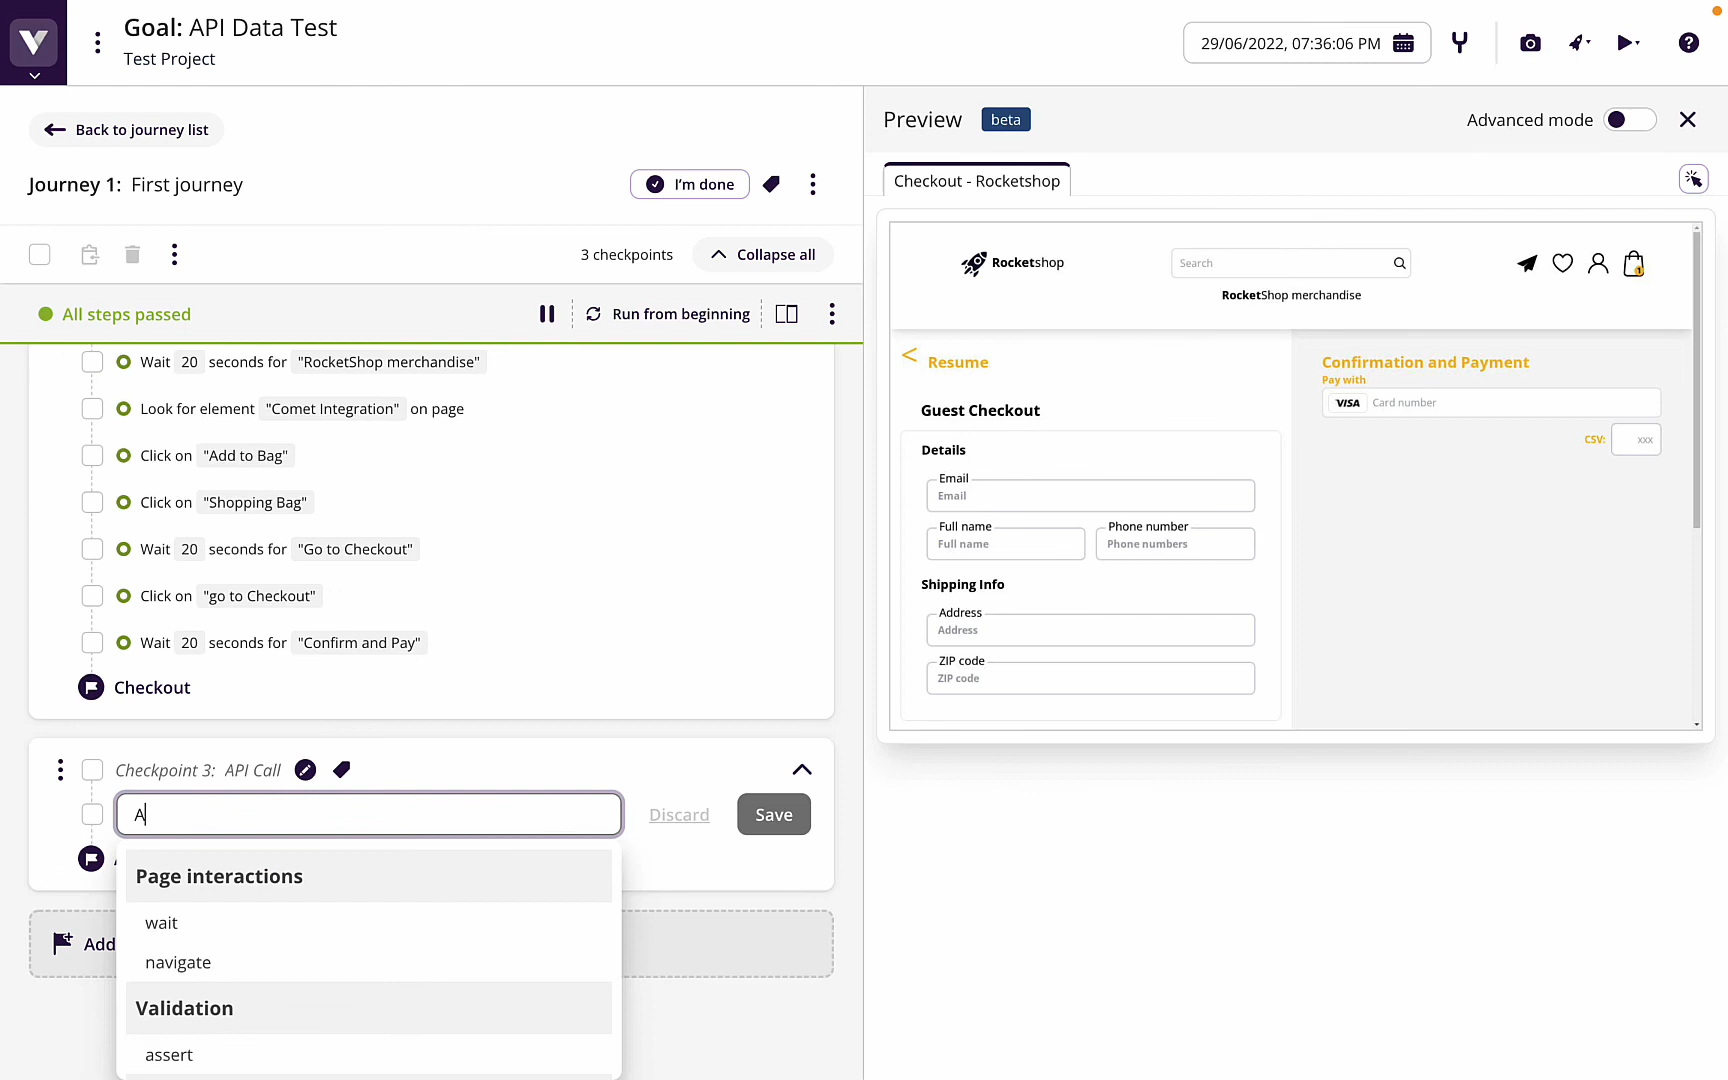 Goal: API Data Test
Test Project
29/06/2022, 07:36:06 PM
Back to journey list
Journey 1: First journey
I'm done
3 checkpoints
Collapse all
All steps passed
Run from beginning
Wait 20 seconds for "RocketShop merchandise"
Look for element "Comet Integration" on page
Click on "Add to Bag"
Click on "Shopping Bag"
Wait 20 seconds for "Go to Checkout"
Click on "go to Checkout"
Wait 20 seconds for "Confirm and Pay"
Checkout
Checkpoint 3: API Call
A
Discard
Save
Page interactions
wait
navigate
Validation
assert
Add
Preview
beta
Advanced mode
Checkout - Rocketshop
Rocketshop
Search
1
RocketShop merchandise
< Resume
Guest Checkout
Details
Email
Email
Full name
Full name
Phone number
Phone numbers
Shipping Info
Address
Address
ZIP code
ZIP code
Confirmation and Payment
Pay with
VISA
Card number
CSV:
xxx